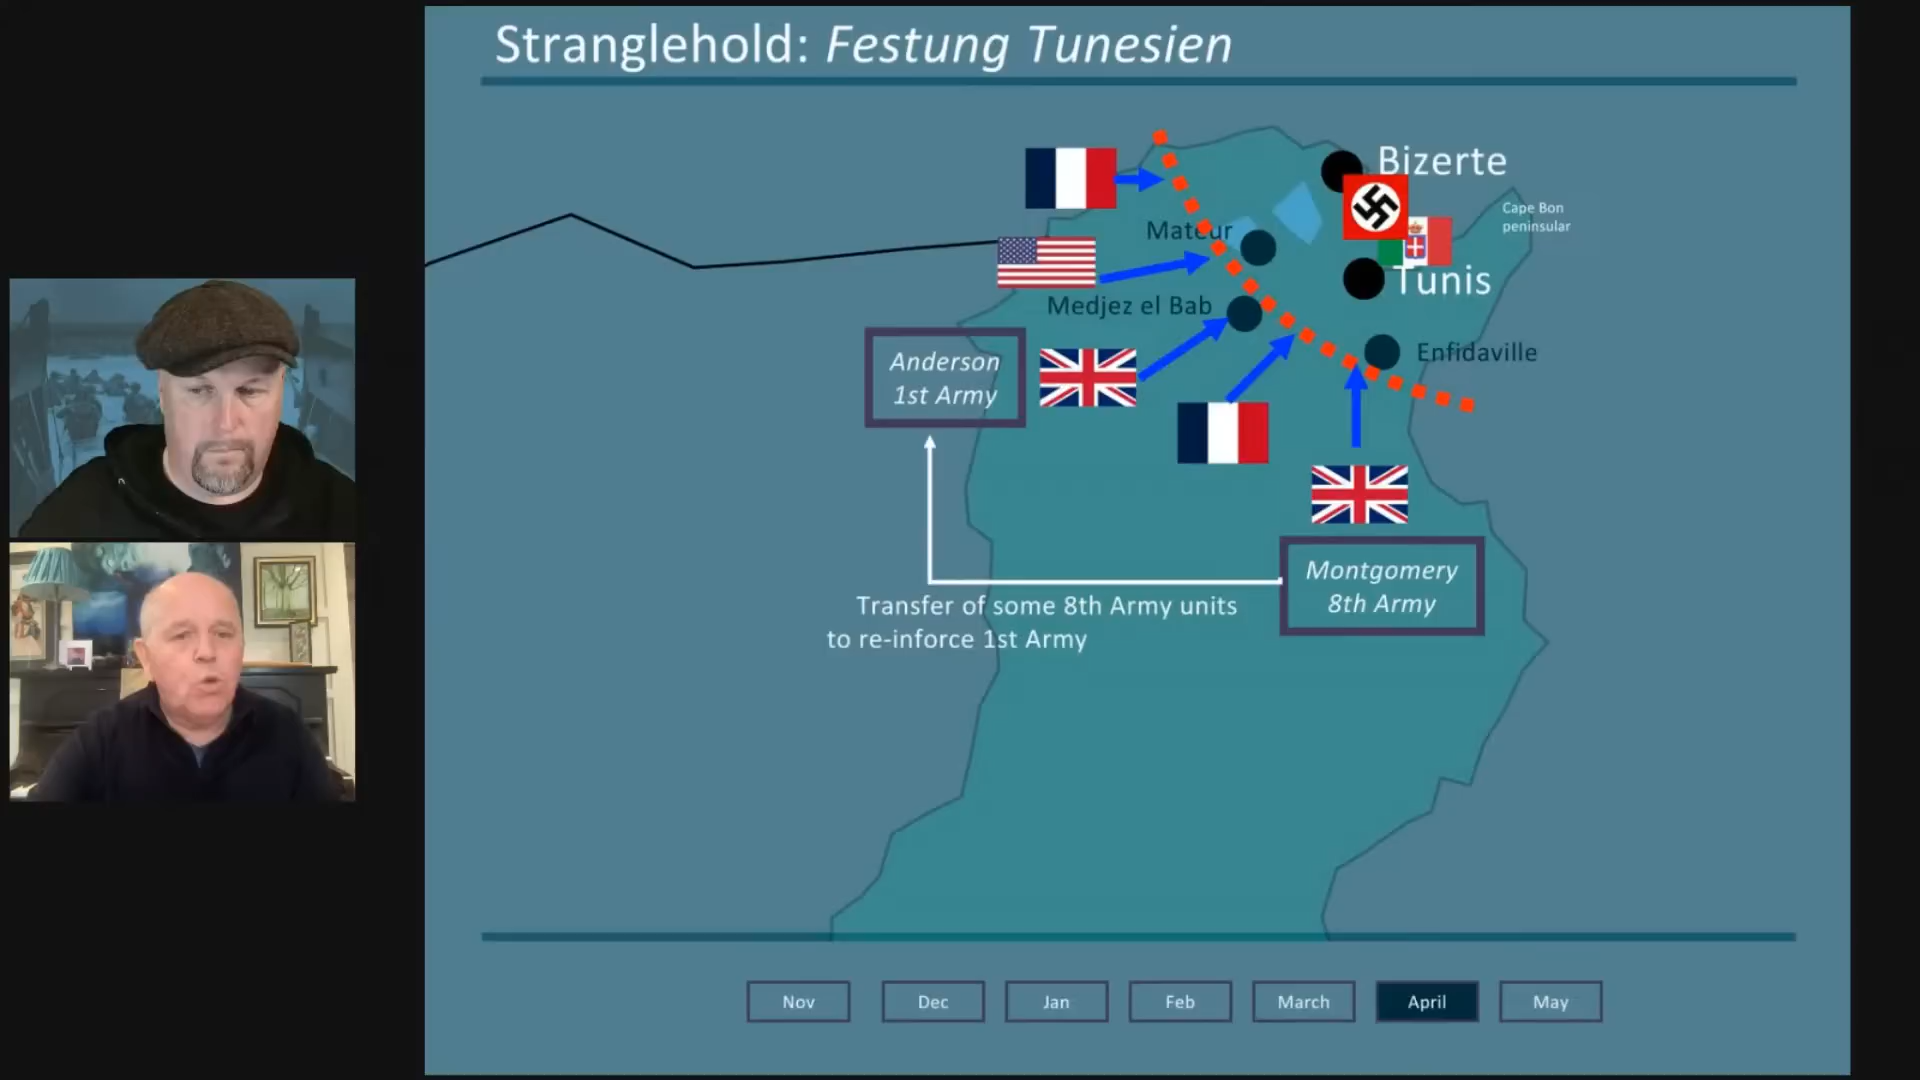 Stranglehold: Festung Tunesien
Bizerte
Cape Bon
peninsular
Mateur
Tunis
Medjez el Bab
Enfidaville
Anderson
1st Army
Montgomery
8th Army
Transfer of some 8th Army units
to re-inforce 1st Army
Nov
Dec
Jan
Feb
March
April
May